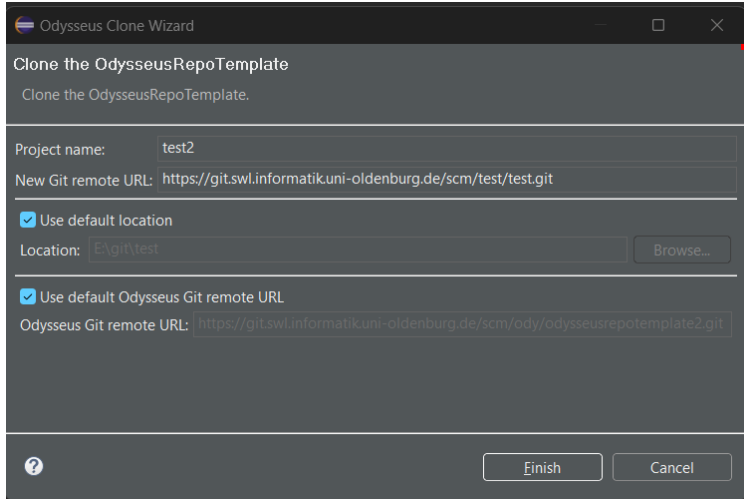 Odysseus Clone Wizard
Clone the OdysseusRepoTemplate
Clone the OdysseusRepoTemplate.
Project name: test2
New Git remote URL: https://git.swl.informatik.uni-oldenburg.de/scm/test/test.git
Use default location
Location: E:\git\test Browse...
Use default Odysseus Git remote URL
Odysseus Git remote URL: https://git.swl.informatik.uni-oldenburg.de/scm/ody/odysseusrepotemplate2.git
? Finish Cancel